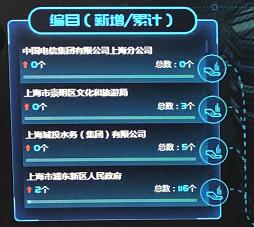 编目（新增/累计）
中国电信集团有限公司上海分公司
0个 总数：0个
上海市崇明区文化和旅游局
0个 总数：3个
上海城投水务（集团）有限公司
0个 总数：5个
上海市浦东新区人民政府
2个 总数：116个